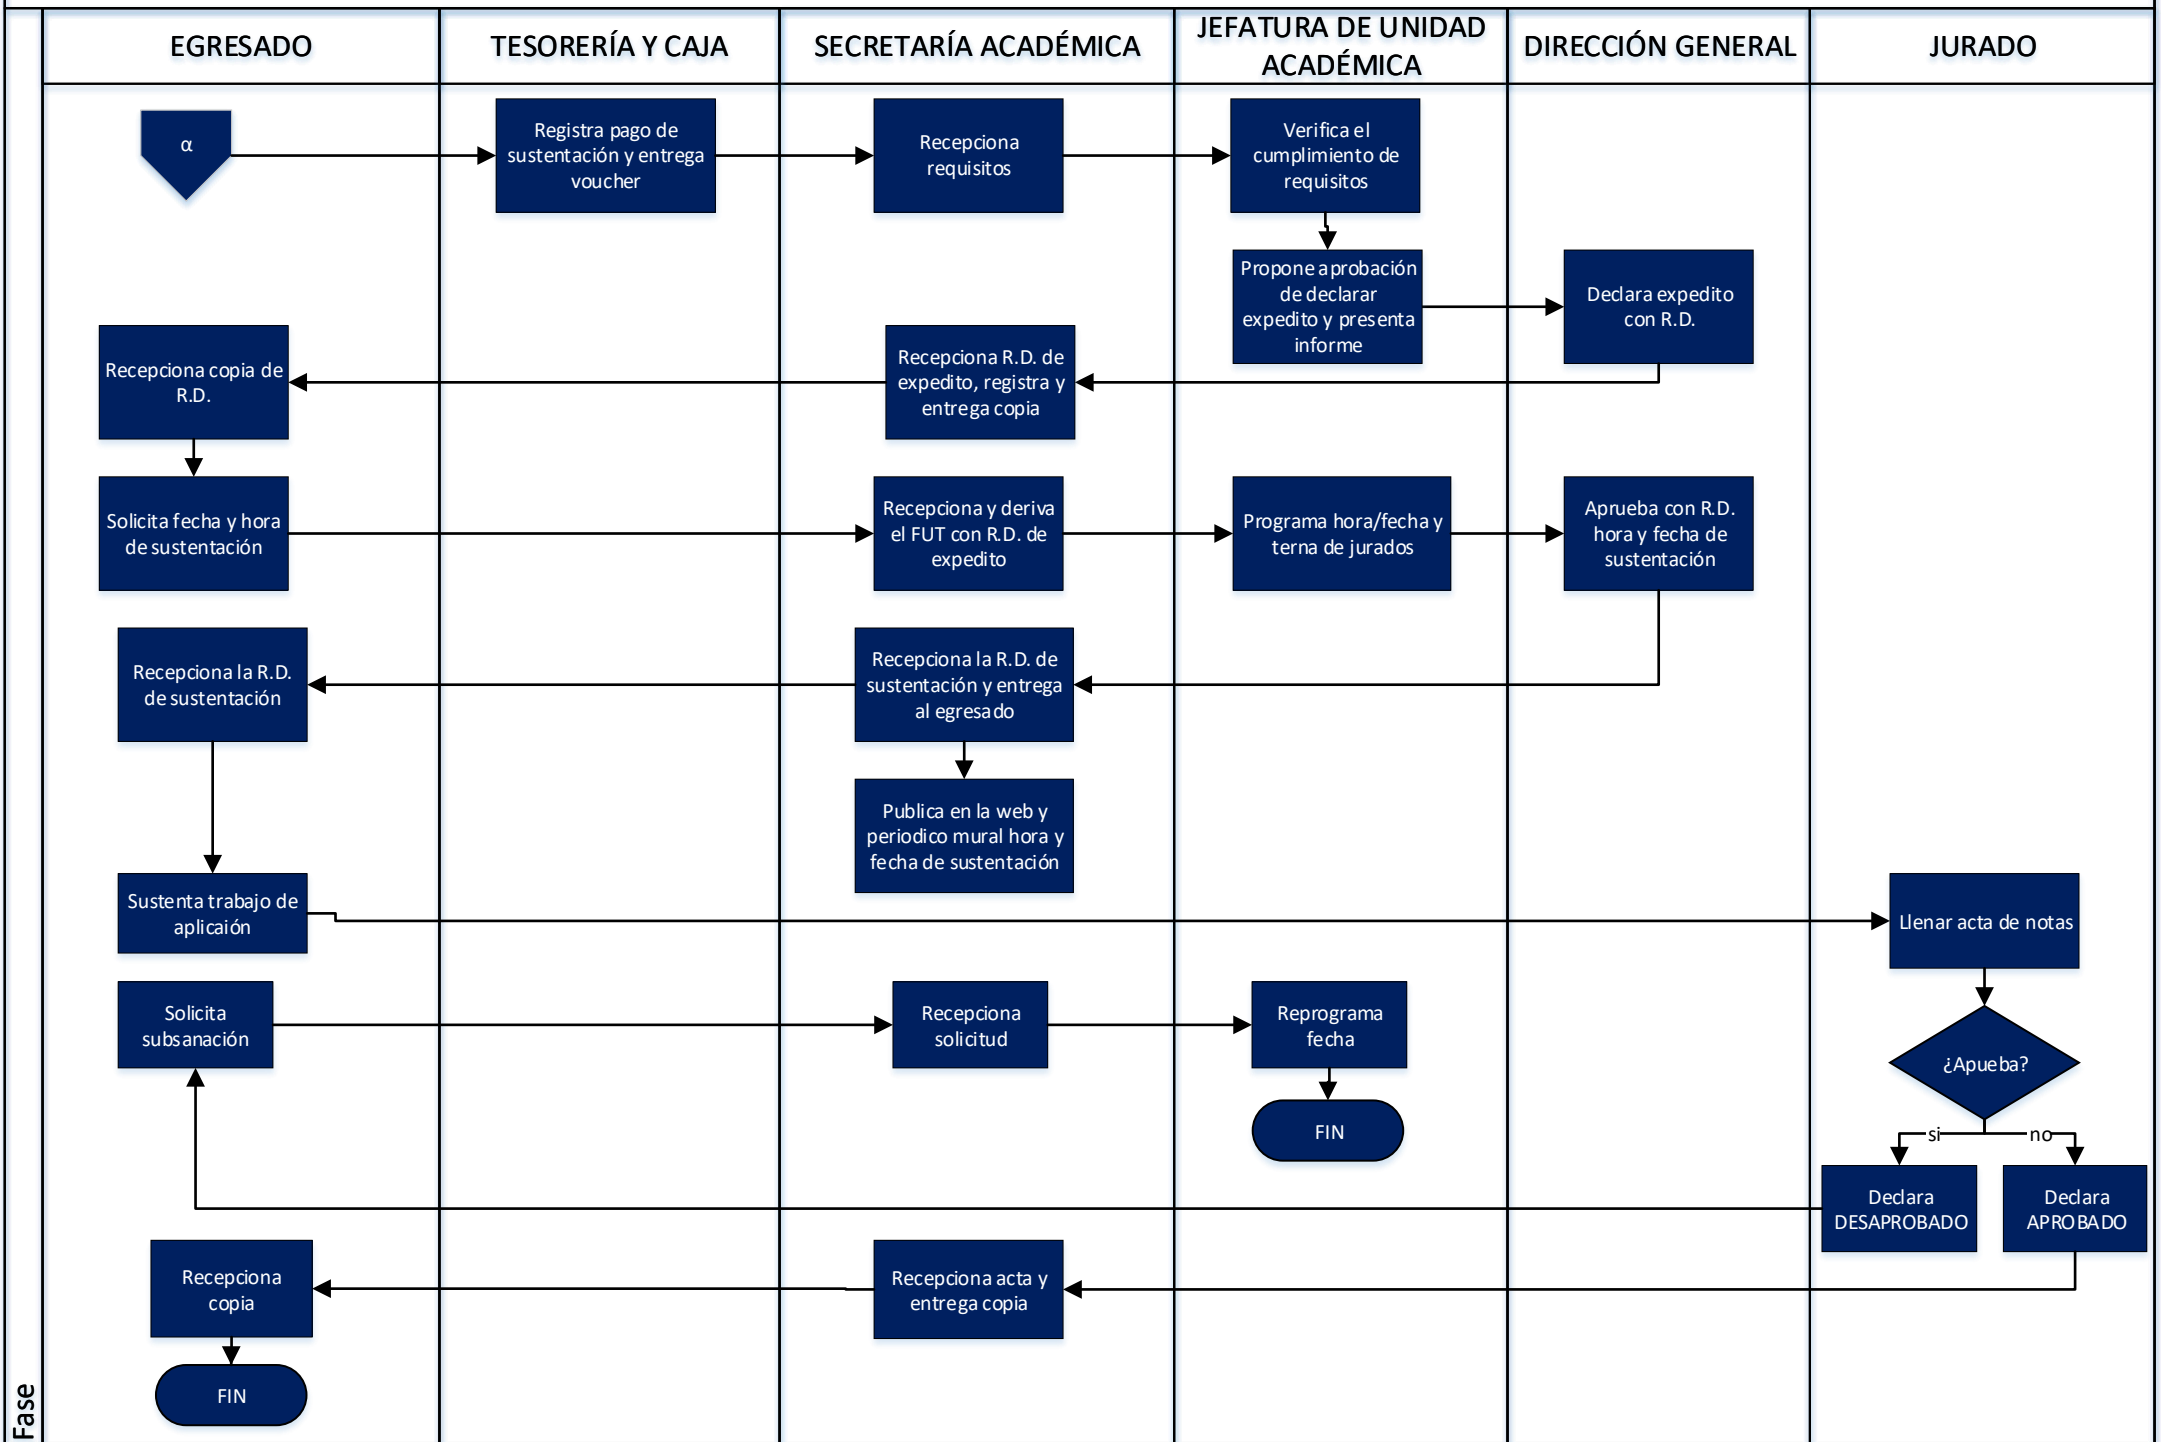 EGRESADO
TESORERÍA Y CAJA
SECRETARÍA ACADÉMICA
JEFATURA DE UNIDAD
ACADÉMICA
DIRECCIÓN GENERAL
JURADO
α
Registra pago de
sustentación y entrega
voucher
Recepciona
requisitos
Verifica el
cumplimiento de
requisitos
Propone aprobación
de declarar
expedito y presenta
informe
Declara expedito
con R.D.
Recepciona R.D. de
expedito, registra y
entrega copia
Recepciona copia de
R.D.
Solicita fecha y hora
de sustentación
Recepciona y deriva
el FUT con R.D. de
expedito
Programa hora/fecha y
terna de jurados
Aprueba con R.D.
hora y fecha de
sustentación
Recepciona la R.D. de
sustentación y entrega
al egresado
Recepciona la R.D.
de sustentación
Publica en la web y
periodico mural hora y
fecha de sustentación
Sustenta trabajo de
aplicaión
Llenar acta de notas
Solicita
subsanación
Recepciona
solicitud
Reprograma
fecha
FIN
¿Apueba?
si
no
Declara
DESAPROBADO
Declara
APROBADO
Recepciona acta y
entrega copia
Recepciona
copia
FIN
Fase